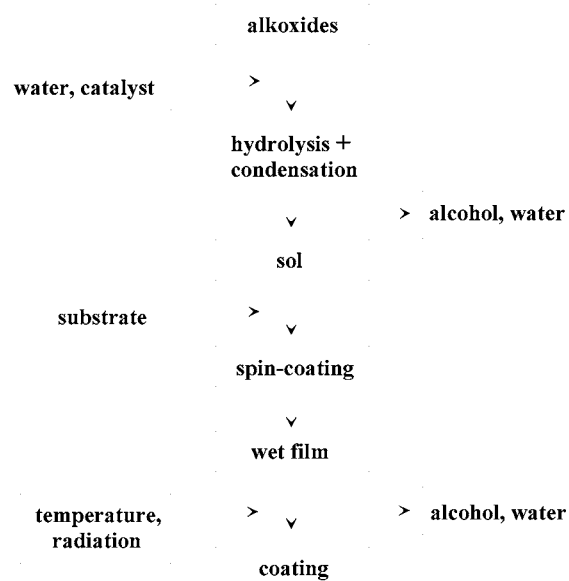 alkoxides
water, catalyst
hydrolysis +
condensation
alcohol, water
sol
substrate
spin-coating
wet film
temperature,
radiation
alcohol, water
coating